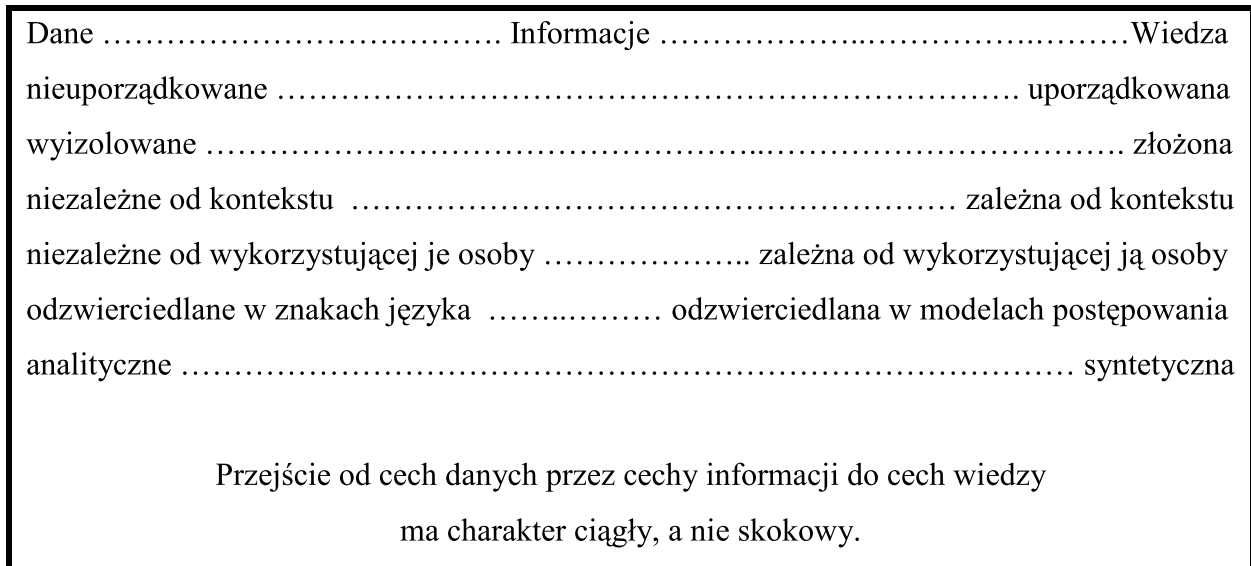 Dane ………………………..………. Informacje ………………..…………….………Wiedza
nieuporządkowane ……………………………………………………………. uporządkowana
wyizolowane ……………………………………………...……………………………. złożona
niezależne od kontekstu ………………………………………………… zależna od kontekstu
niezależne od wykorzystującej je osoby ……………….. zależna od wykorzystującej ją osoby
odzwierciedlane w znakach języka ……..……… odzwierciedlana w modelach postępowania
analityczne ………………………………………………………………………… syntetyczna
Przejście od cech danych przez cechy informacji do cech wiedzy
ma charakter ciągły, a nie skokowy.